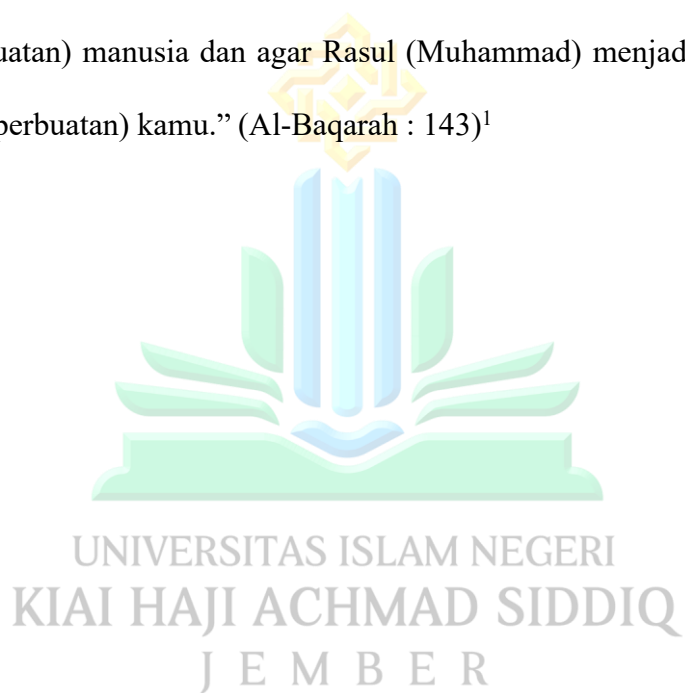 uatan) manusia dan agar Rasul (Muhammad) menjad
perbuatan) kamu.” (Al-Baqarah : 143)¹
UNIVERSITAS ISLAM NEGERI
KIAI HAJI ACHMAD SIDDIQ
JEMBER